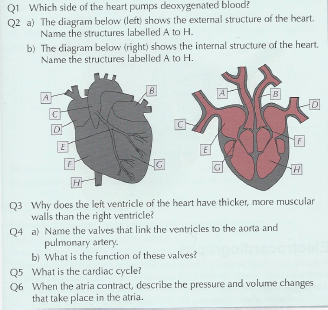 Q1 Which side of the heart pumps deoxygenated blood?
Q2 a) The diagram below (left) shows the external structure of the heart.
Name the structures labelled A to H.
b) The diagram below (right) shows the internal structure of the heart.
Name the structures labelled A to H.
A
B
C
D
E
F
G
H
A
B
C
D
E
F
G
H
Q3 Why does the left ventricle of the heart have thicker, more muscular
walls than the right ventricle?
Q4 a) Name the valves that link the ventricles to the aorta and
pulmonary artery.
b) What is the function of these valves?
Q5 What is the cardiac cycle?
Q6 When the atria contract, describe the pressure and volume changes
that take place in the atria.